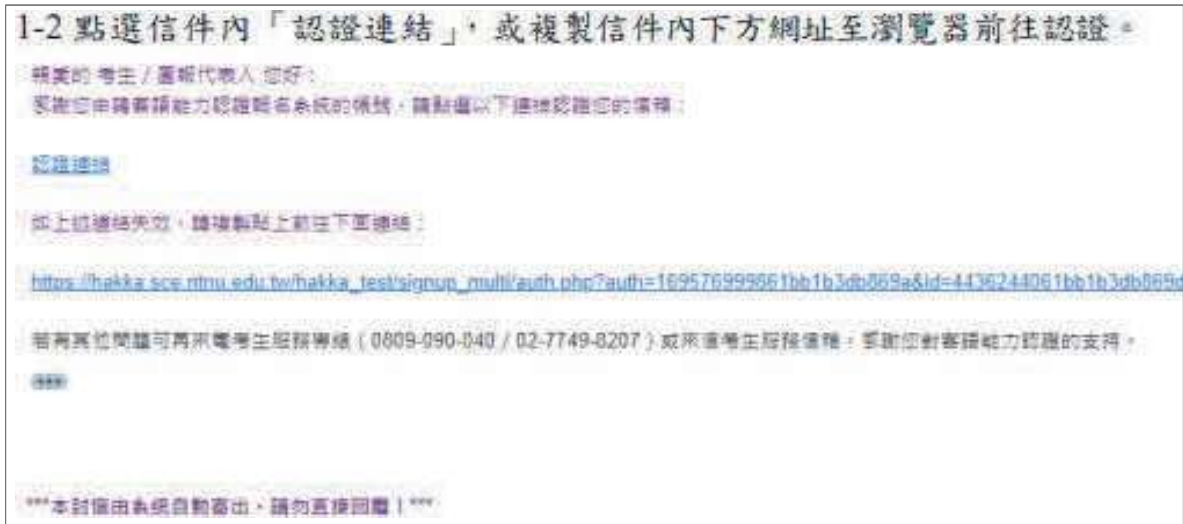 1-2 點選信件內「認證連結」，或複製信件內下方網址至瀏覽器前往認證。
親愛的 考生 / 團報代表人 您好：
感謝您申請客語能力認證報名系統的帳號，請點選以下連結認證您的信箱：
認證連結
如上述連結失效，請複製貼上前往下面連結：
https://hakka.sce.ntnu.edu.tw/hakka_test/signup_multi/auth.php?auth=169576999861bb1b3db869a&id=4436244061bb1b3db869d
若有其他問題可再來電考生服務專線（0809-090-040 / 02-7749-8207）或來信考生服務信箱，感謝您對客語能力認證的支持。
***本封信由系統自動寄出，請勿直接回覆！***